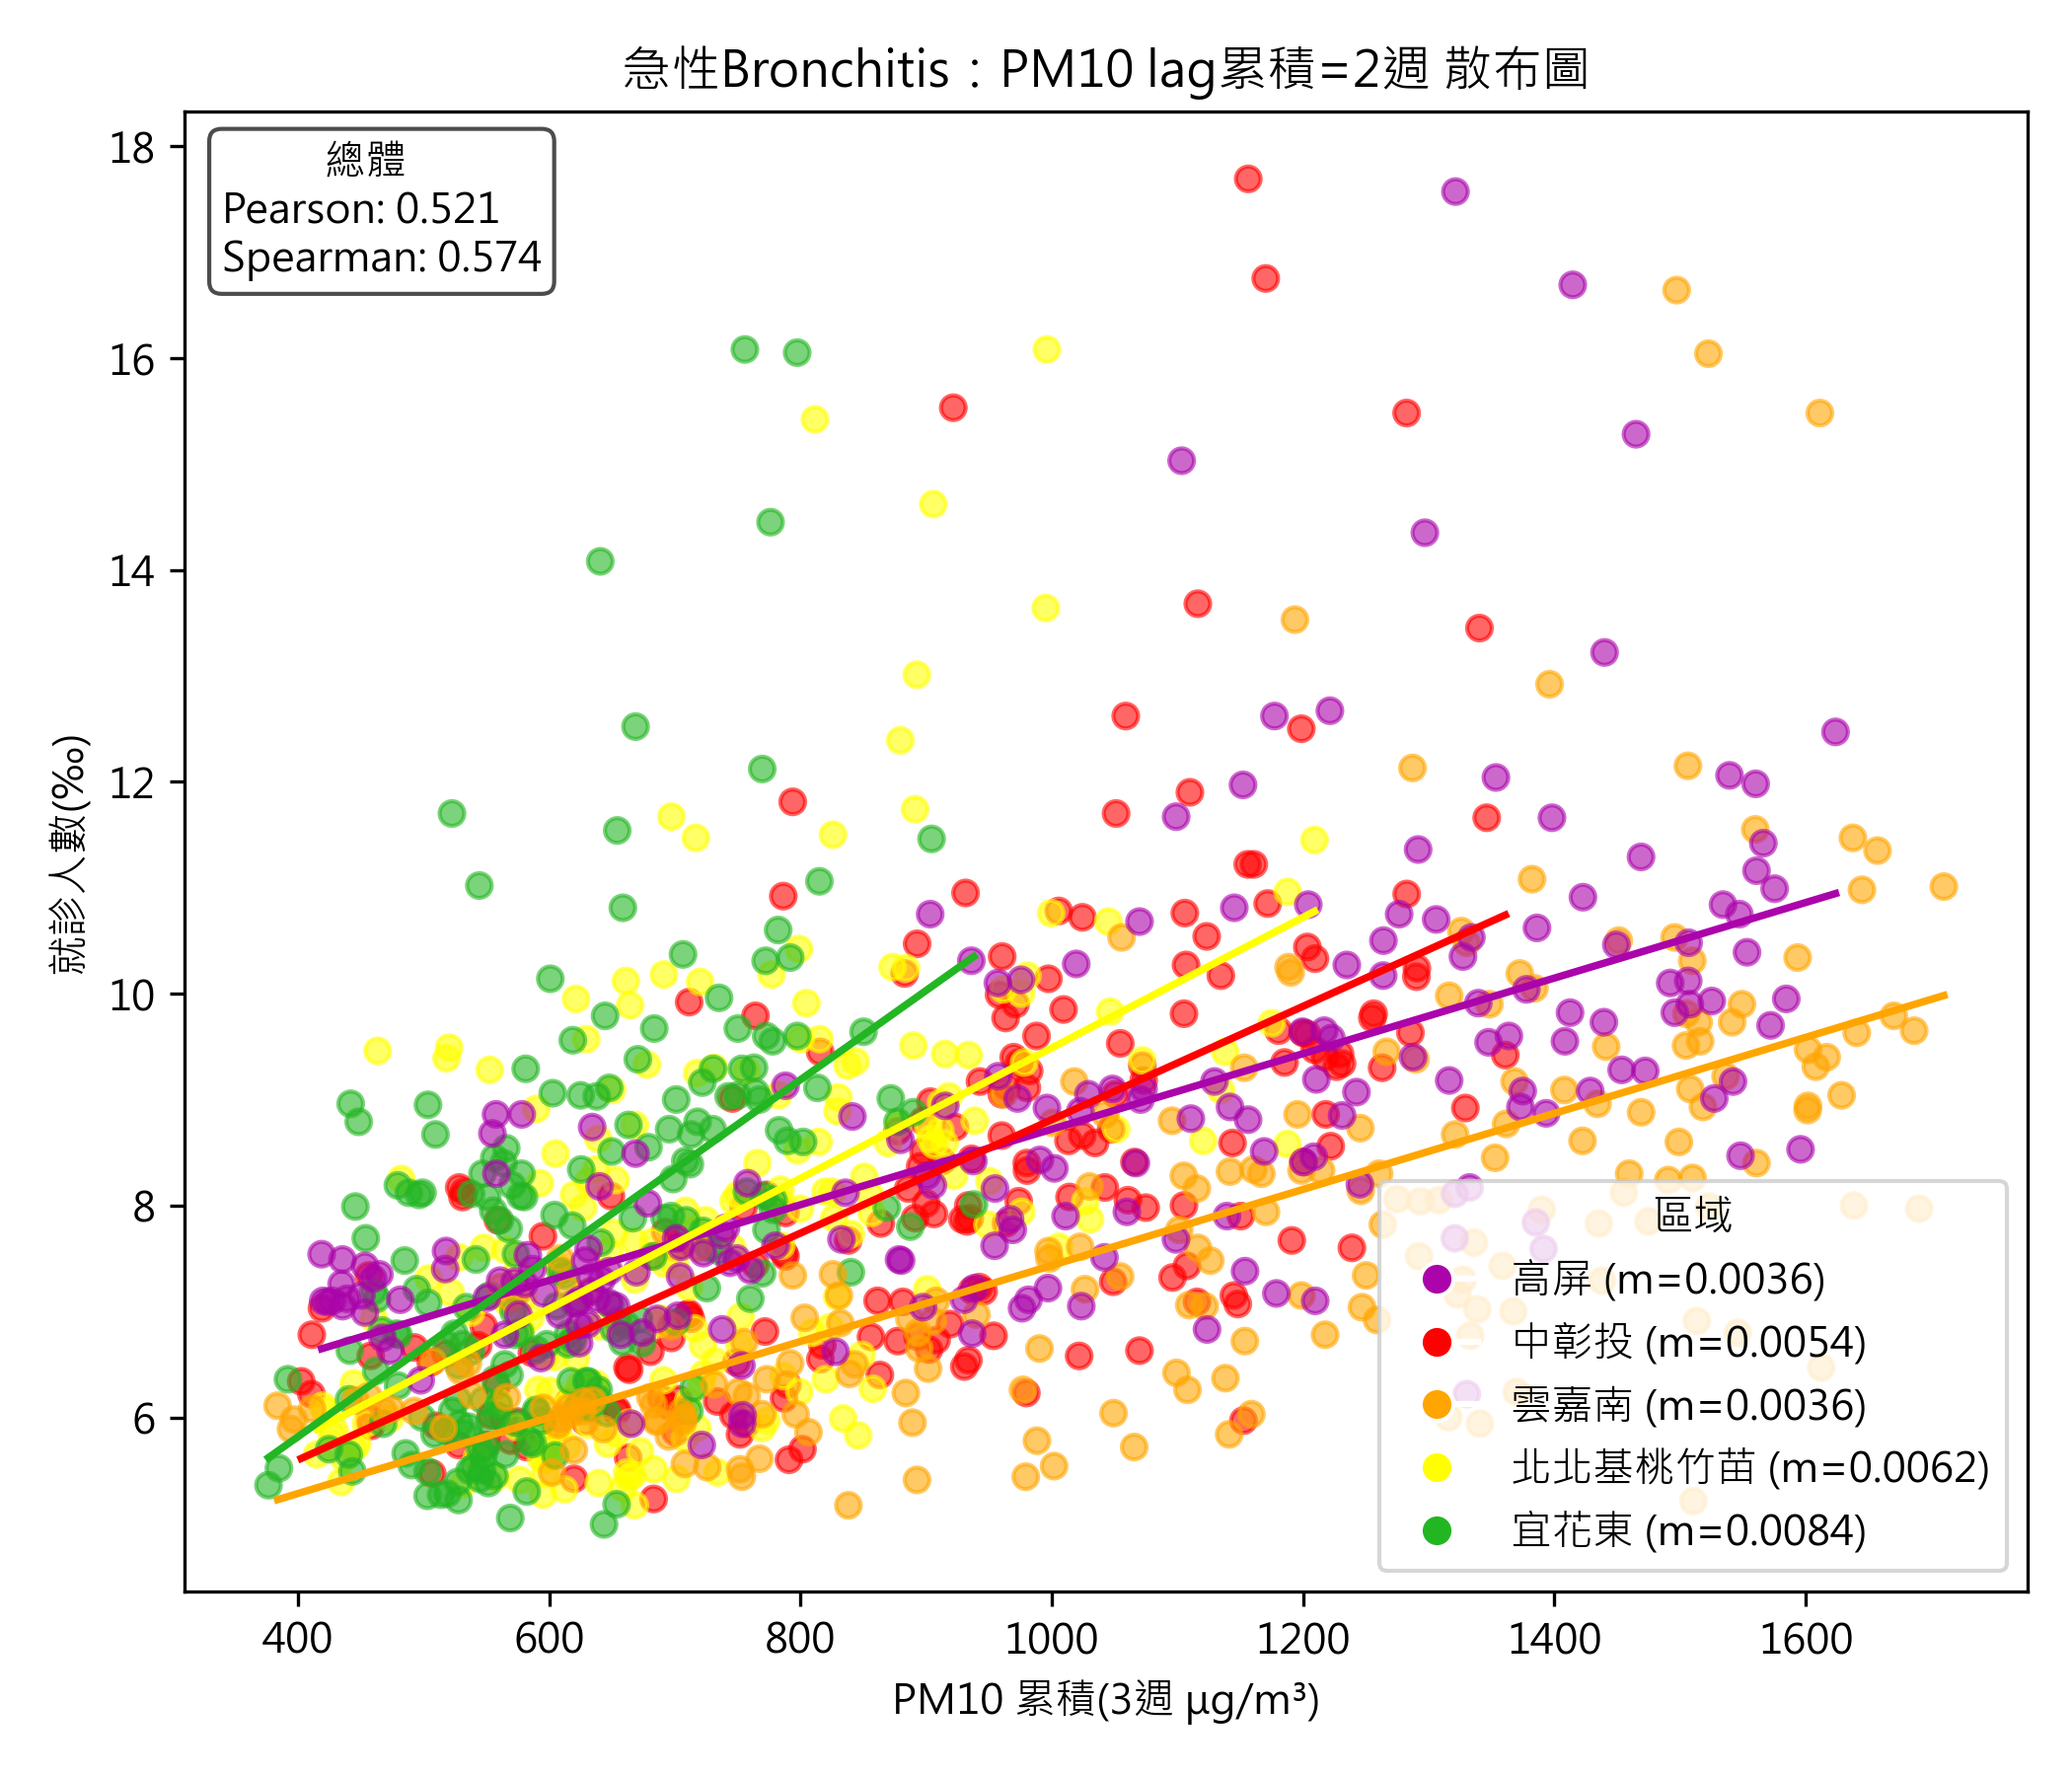 急性Bronchitis：PM10 lag累積=2週 散布圖
總體
Pearson: 0.521
Spearman: 0.574
就診人數(‰)
18
16
14
12
10
8
6
區域
高屏 (m=0.0036)
中彰投 (m=0.0054)
雲嘉南 (m=0.0036)
北北基桃竹苗 (m=0.0062)
宜花東 (m=0.0084)
400 600 800 1000 1200 1400 1600
PM10 累積(3週 μg/m³)